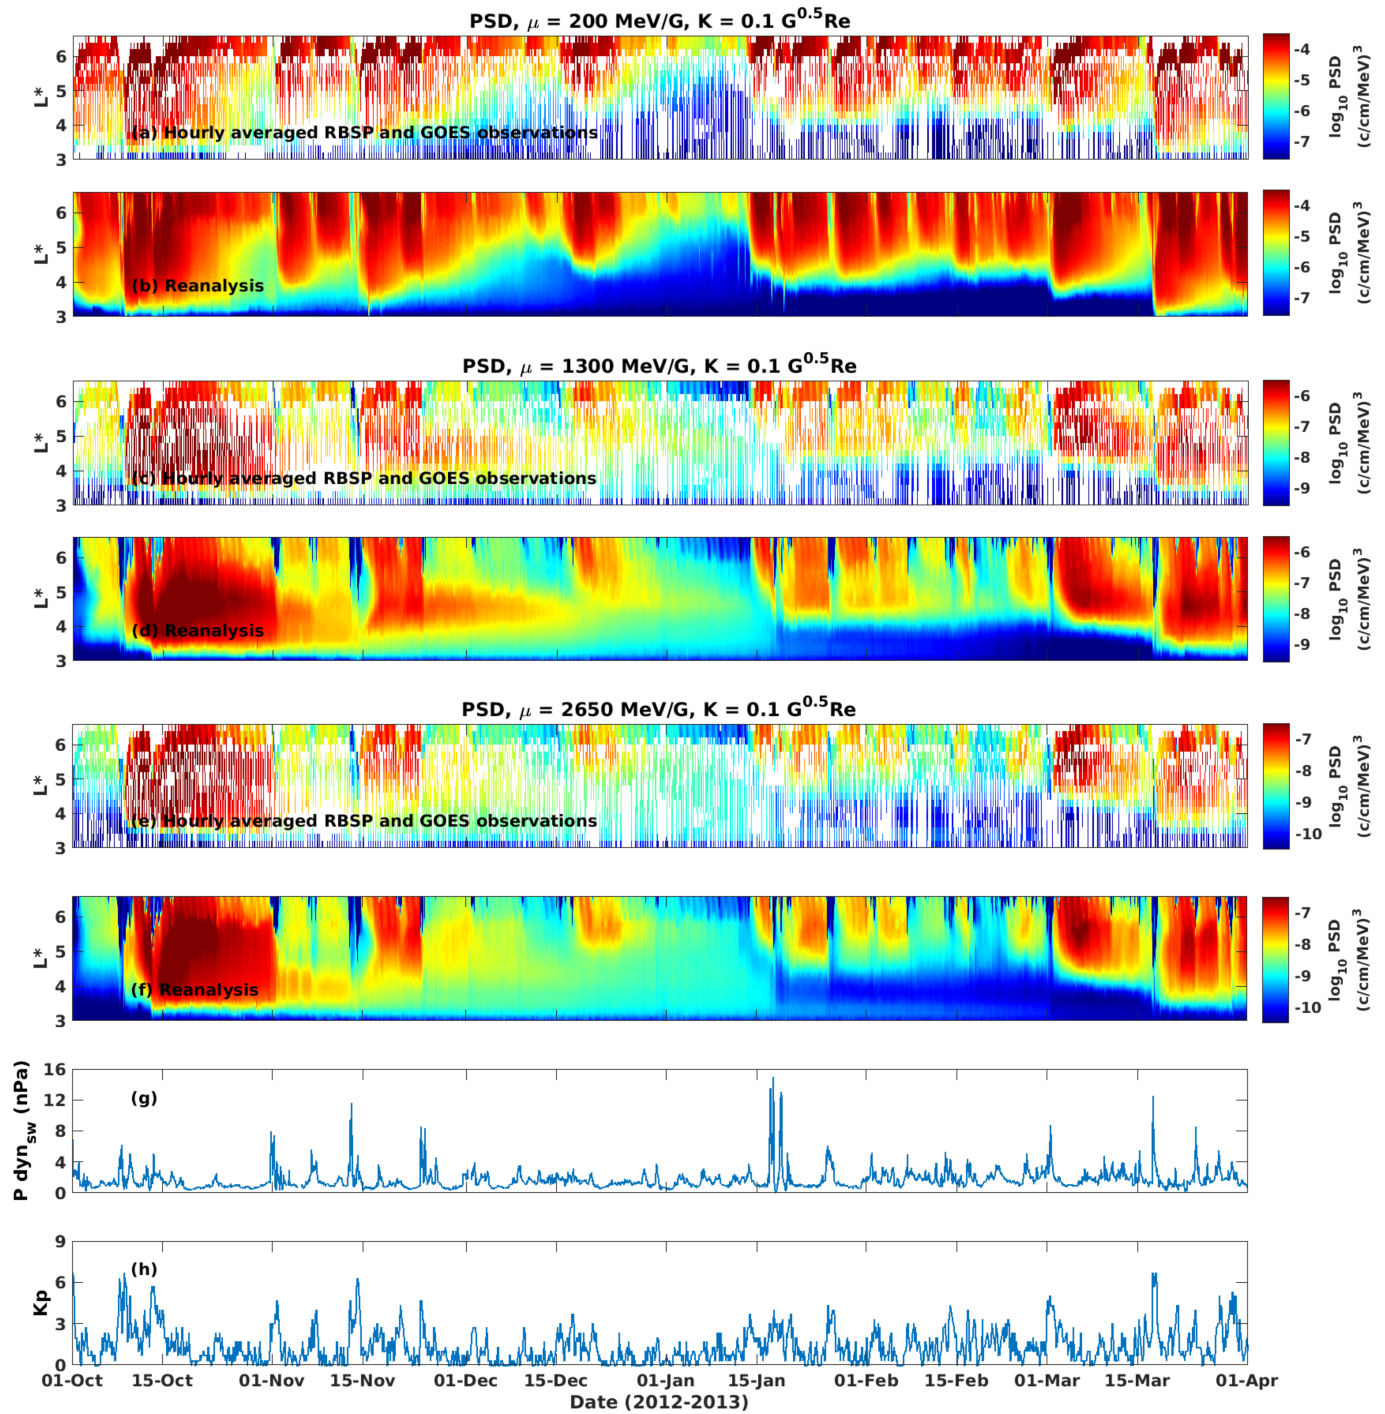 PSD, μ = 200 MeV/G, K = 0.1 G^0.5Re
6
5
4
3
L*
(a) Hourly averaged RBSP and GOES observations
-4
-5
-6
-7
log10 PSD
(c/cm/MeV)^3
6
5
4
3
L*
(b) Reanalysis
-4
-5
-6
-7
log10 PSD
(c/cm/MeV)^3
PSD, μ = 1300 MeV/G, K = 0.1 G^0.5Re
6
5
4
3
L*
(c) Hourly averaged RBSP and GOES observations
-6
-7
-8
-9
log10 PSD
(c/cm/MeV)^3
6
5
4
3
L*
(d) Reanalysis
-6
-7
-8
-9
log10 PSD
(c/cm/MeV)^3
PSD, μ = 2650 MeV/G, K = 0.1 G^0.5Re
6
5
4
3
L*
(e) Hourly averaged RBSP and GOES observations
-7
-8
-9
-10
log10 PSD
(c/cm/MeV)^3
6
5
4
3
L*
(f) Reanalysis
-7
-8
-9
-10
log10 PSD
(c/cm/MeV)^3
16
12
8
4
0
P dynsw (nPa)
(g)
9
6
3
0
Kp
(h)
01-Oct 15-Oct 01-Nov 15-Nov 01-Dec 15-Dec 01-Jan 15-Jan 01-Feb 15-Feb 01-Mar 15-Mar 01-Apr
Date (2012-2013)